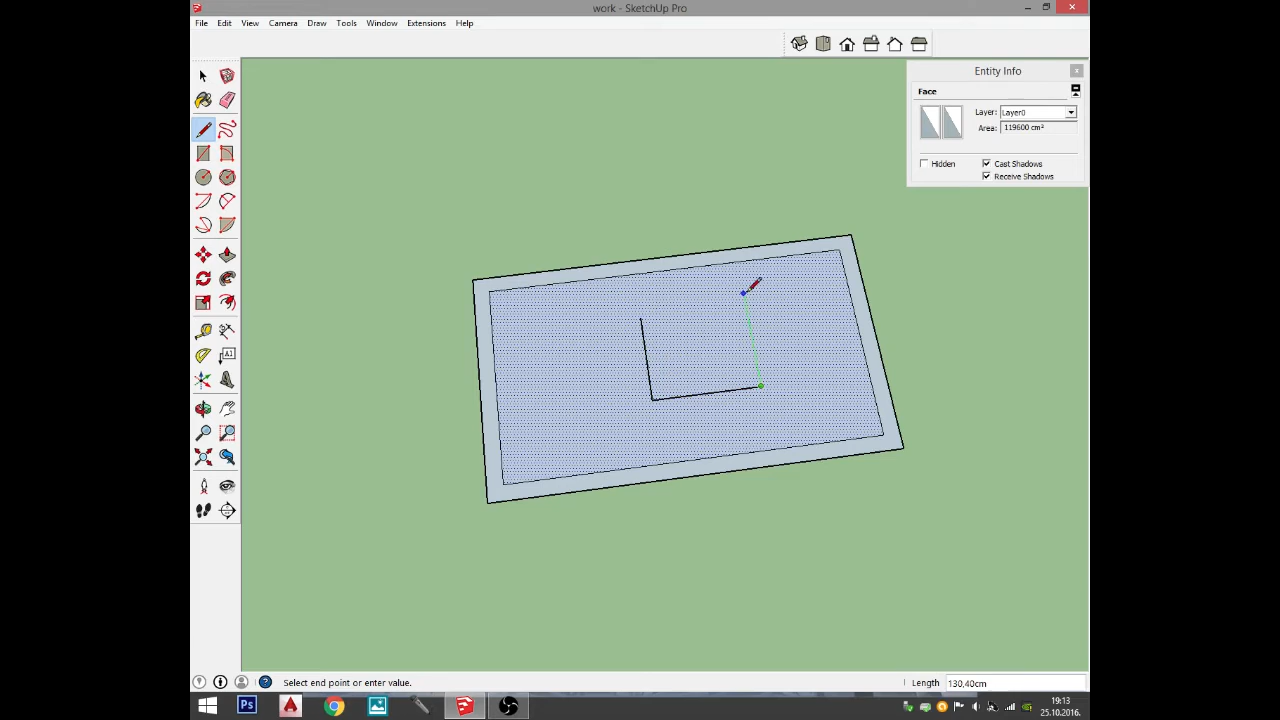 work - SketchUp Pro
File Edit View Camera Draw Tools Window Extensions Help
Entity Info
Face
Layer: Layer0
Area: 119600 cm²
Hidden
Cast Shadows
Receive Shadows
A1
Select end point or enter value.
Length 130,40cm
Ps
19:13
25.10.2016.